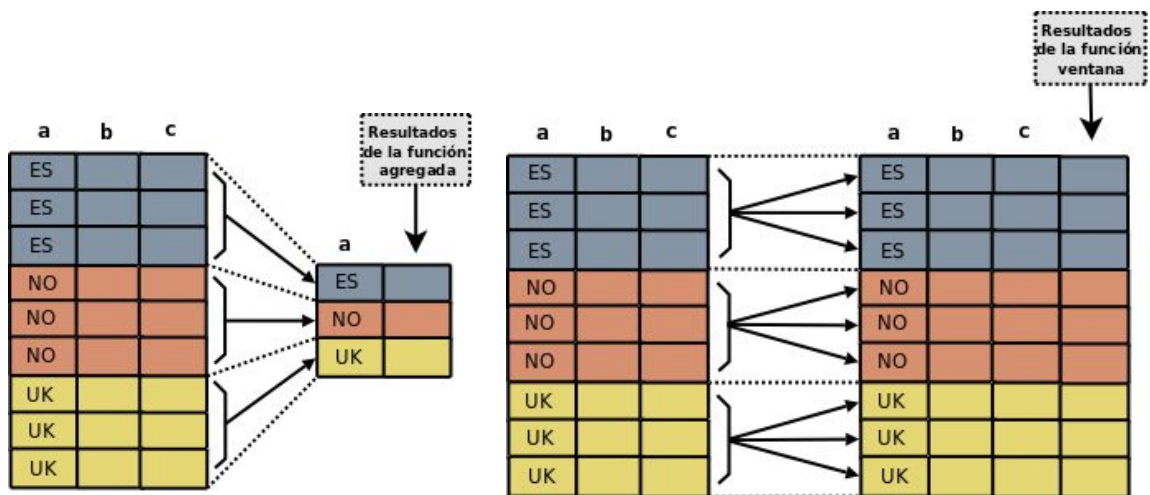 Resultados
de la función
agregada
a b c
ES
ES
ES
NO
NO
NO
UK
UK
UK
a
ES
NO
UK
Resultados
de la función
ventana
a b c
ES
ES
ES
NO
NO
NO
UK
UK
UK
a b c
ES
ES
ES
NO
NO
NO
UK
UK
UK